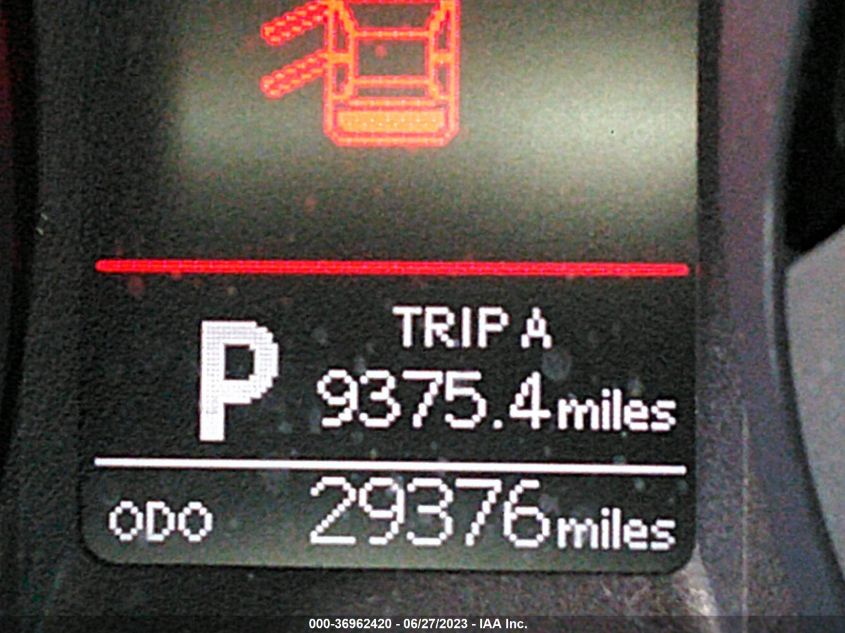 P
TRIP A
9375.4 miles
ODO 29376 miles
000-36962420 - 06/27/2023 - IAA Inc.